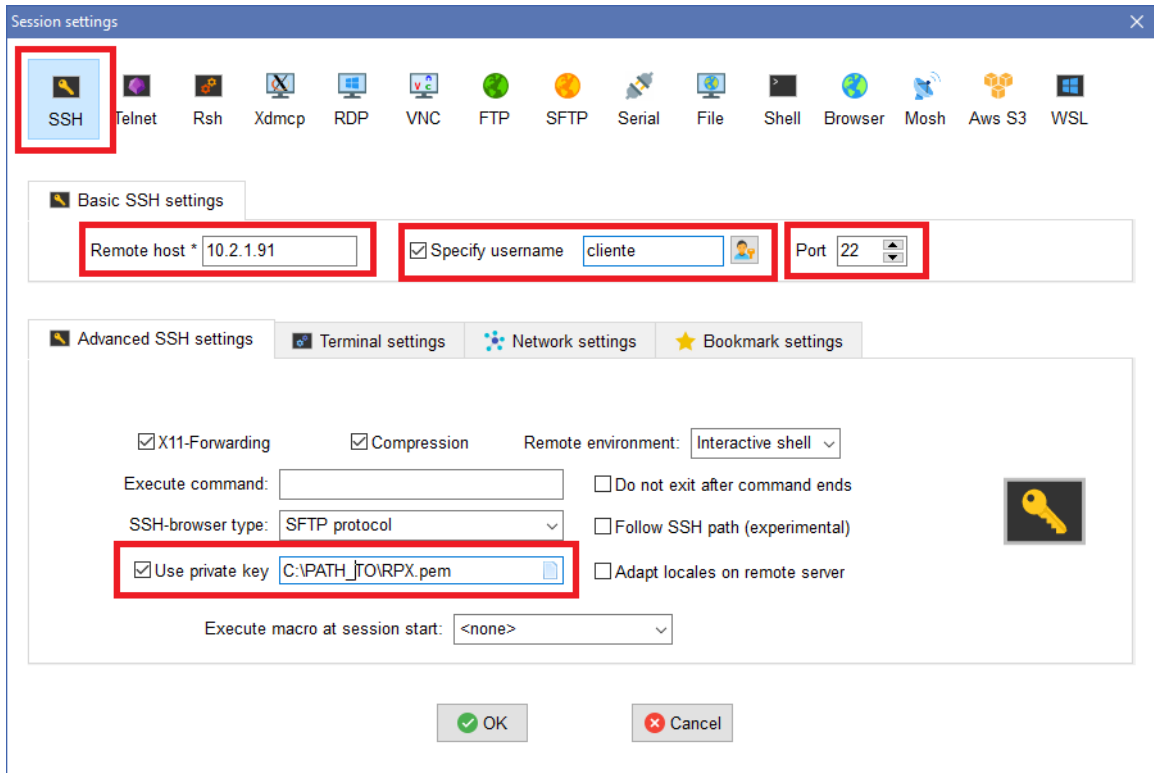 Session settings
SSH Telnet Rsh Xdmcp RDP VNC FTP SFTP Serial File Shell Browser Mosh Aws S3 WSL
Basic SSH settings
Remote host * 10.2.1.91 Specify username cliente Port 22
Advanced SSH settings Terminal settings Network settings Bookmark settings
X11-Forwarding Compression Remote environment: Interactive shell
Execute command: Do not exit after command ends
SSH-browser type: SFTP protocol Follow SSH path (experimental)
Use private key C:\PATH_TO\RPX.pem Adapt locales on remote server
Execute macro at session start: <none>
OK Cancel